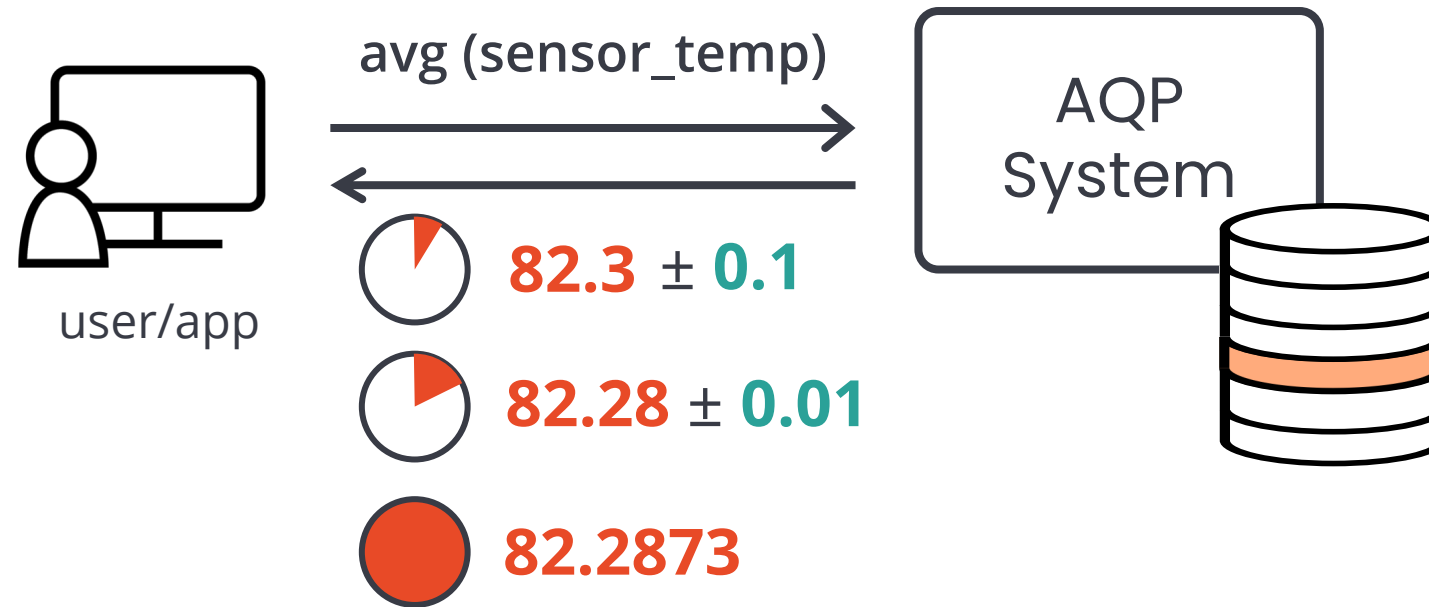 avg (sensor_temp)
AQP
System
user/app
82.3 ± 0.1
82.28 ± 0.01
82.2873